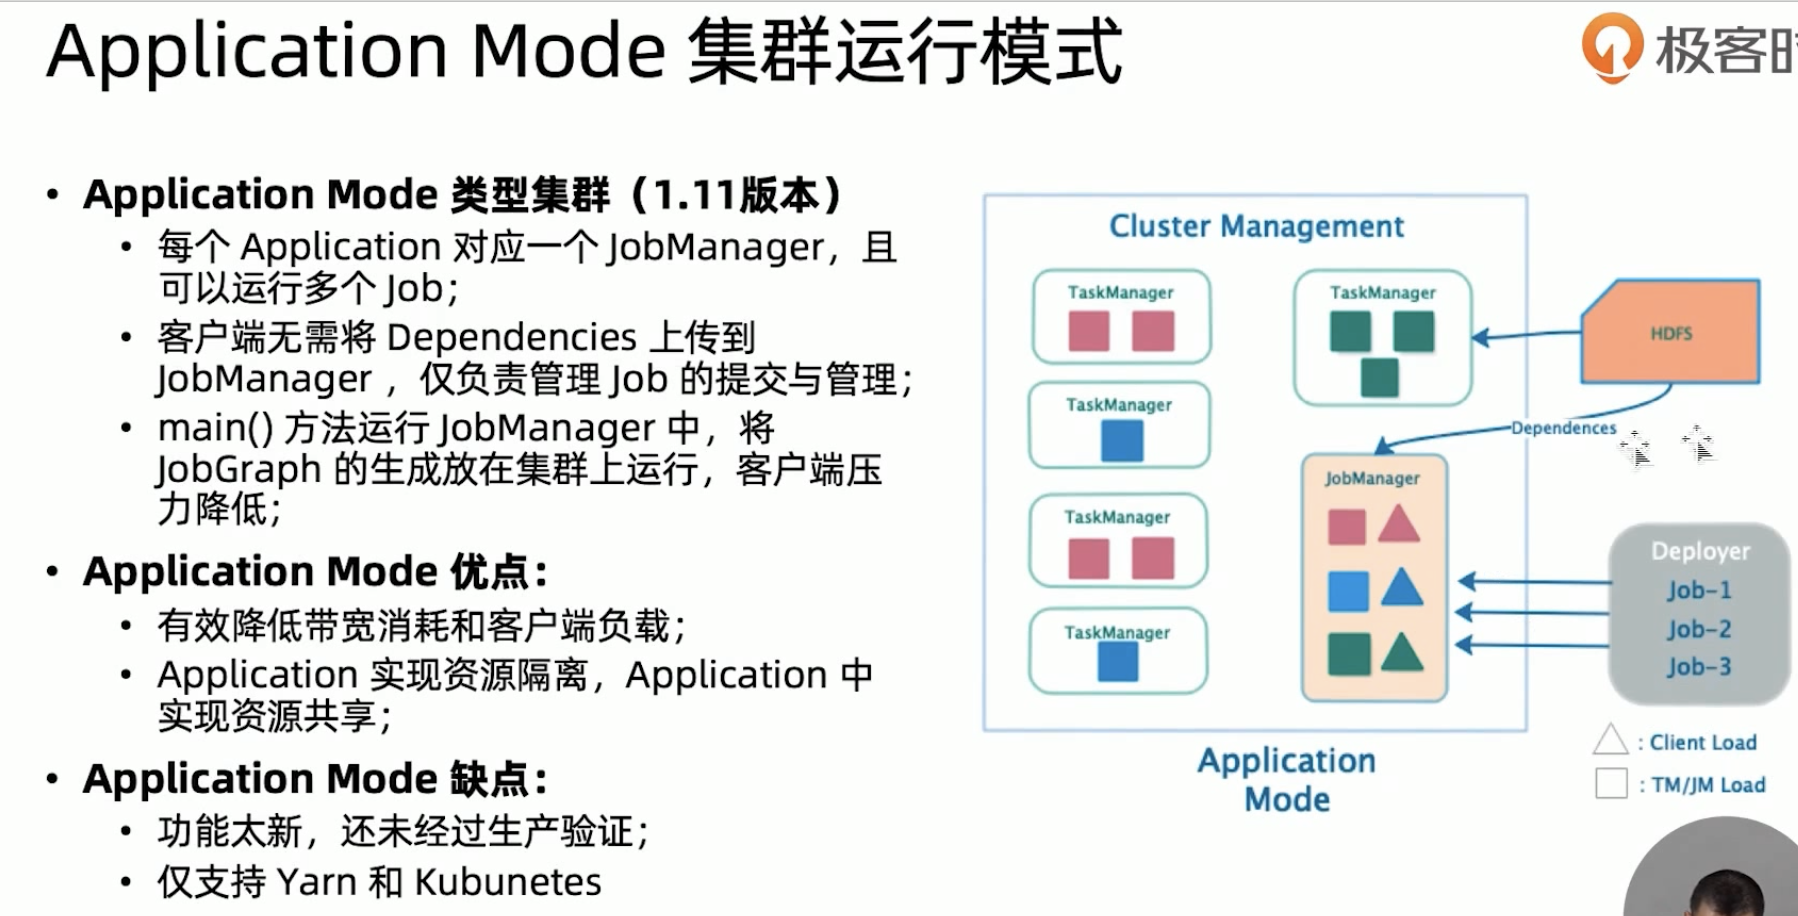 Application Mode 集群运行模式
极客时
• Application Mode 类型集群（1.11版本）
• 每个 Application 对应一个 JobManager，且
可以运行多个 Job；
• 客户端无需将 Dependencies 上传到
JobManager ，仅负责管理 Job 的提交与管理；
• main() 方法运行 JobManager 中，将
JobGraph 的生成放在集群上运行，客户端压
力降低；
• Application Mode 优点：
• 有效降低带宽消耗和客户端负载；
• Application 实现资源隔离，Application 中
实现资源共享；
• Application Mode 缺点：
• 功能太新，还未经过生产验证；
• 仅支持 Yarn 和 Kubunetes
Cluster Management
TaskManager
TaskManager
TaskManager
TaskManager
TaskManager
HDFS
Dependences
JobManager
Deployer
Job-1
Job-2
Job-3
: Client Load
: TM/JM Load
Application
Mode